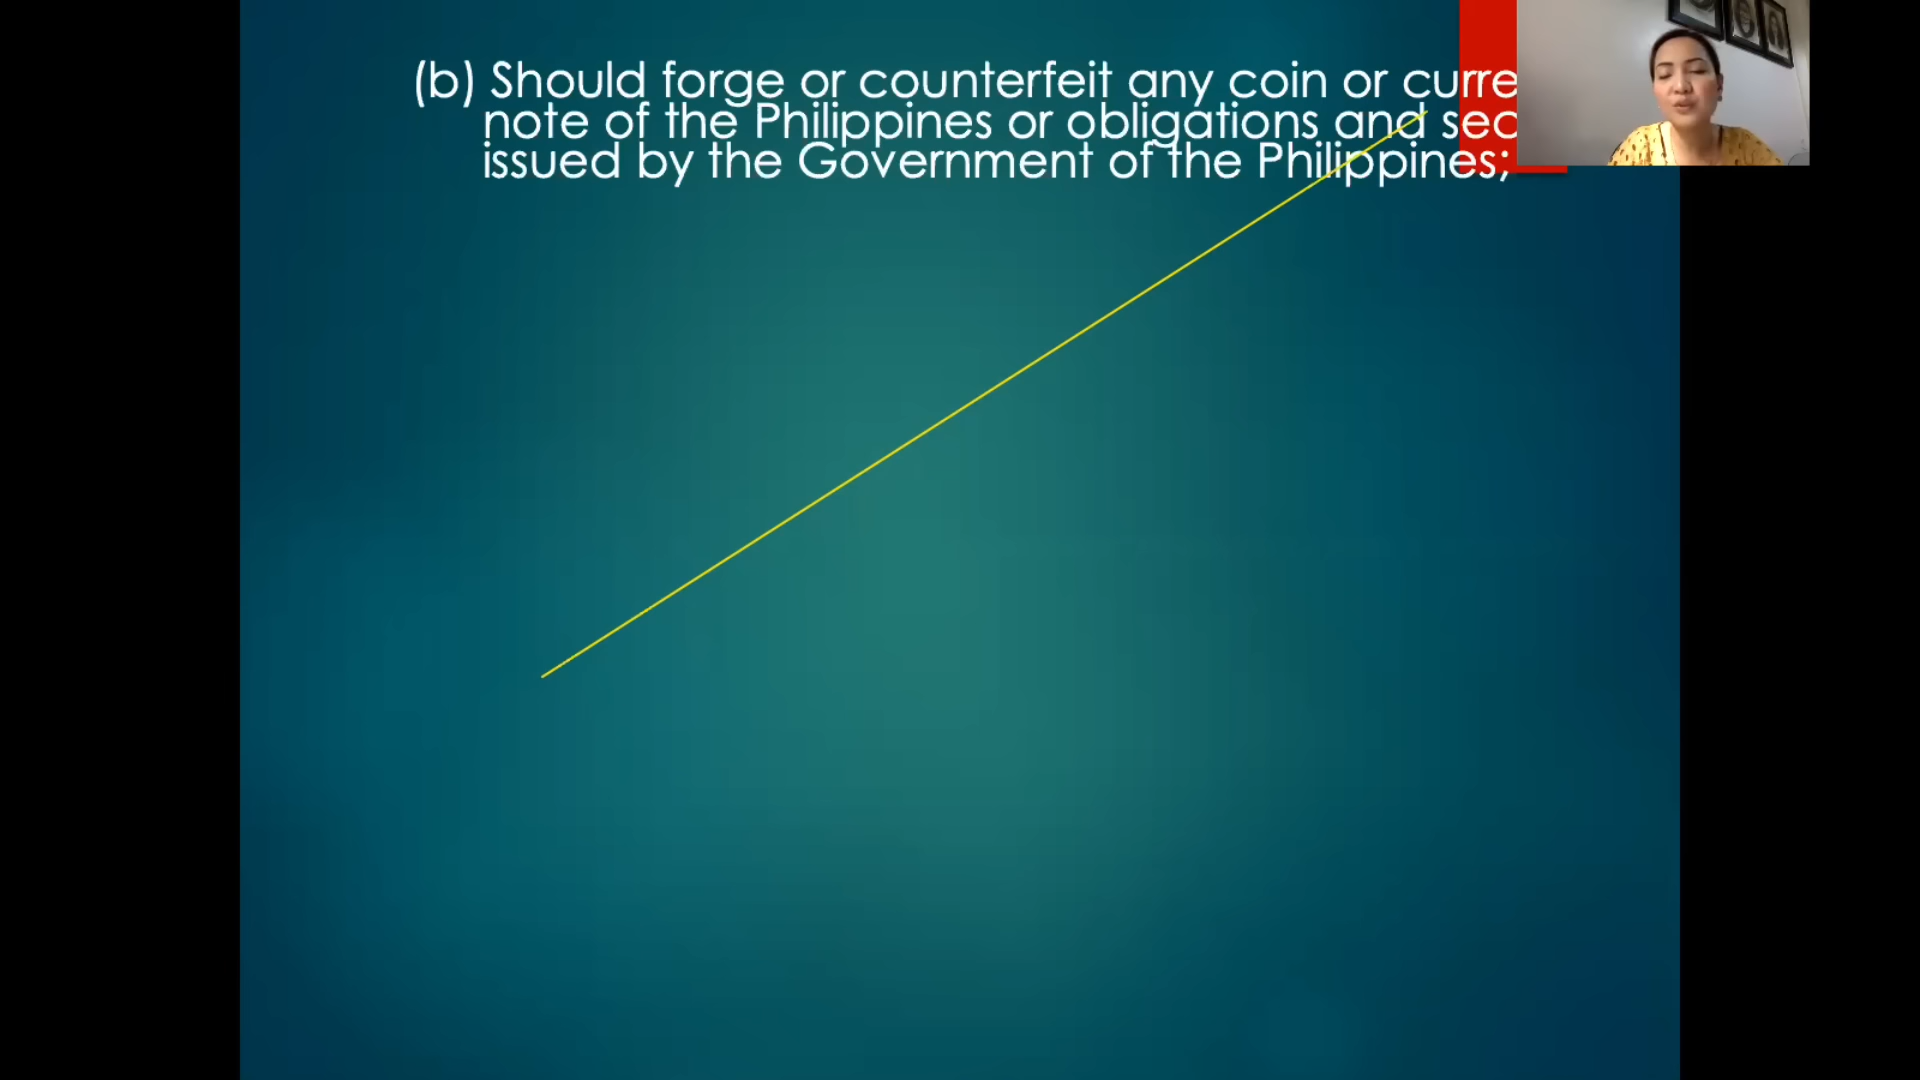 (b) Should forge or counterfeit any coin or curre
note of the Philippines or obligations and sec
issued by the Government of the Philippines;